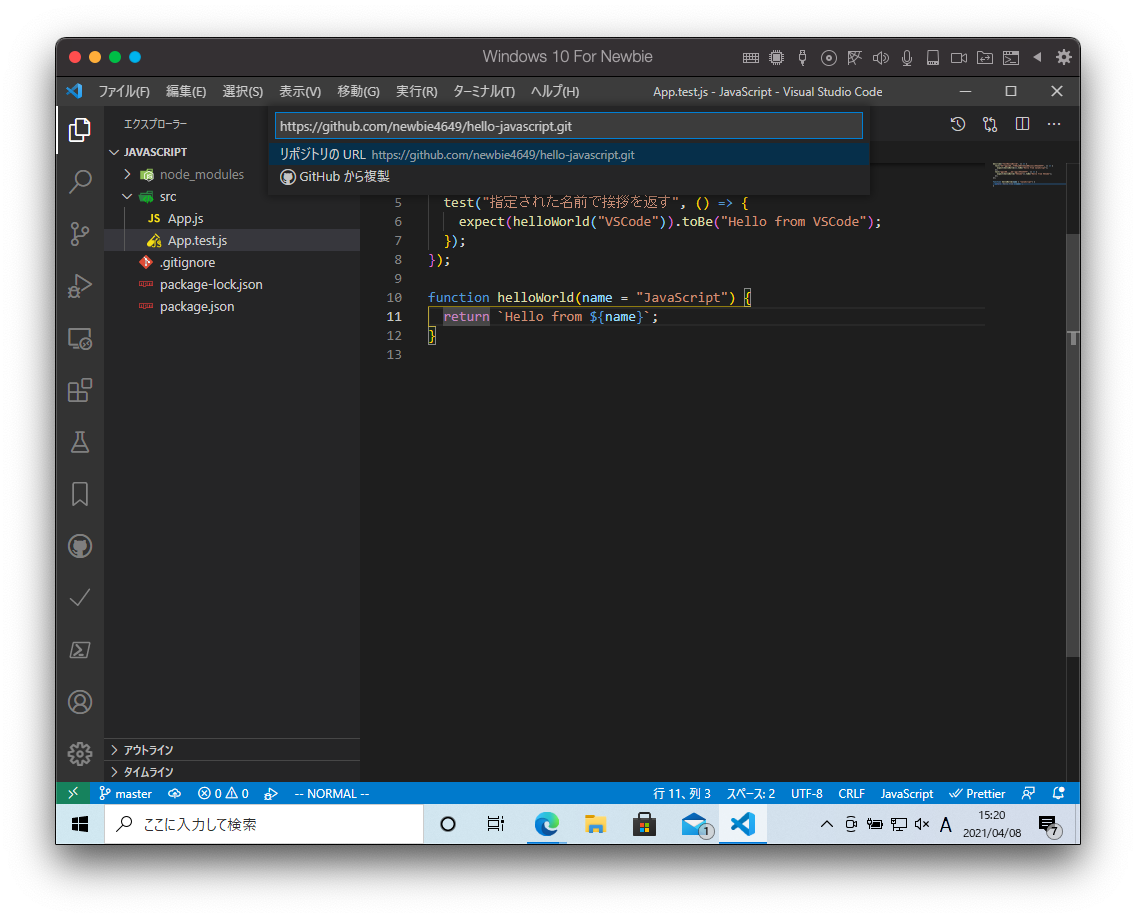 Windows 10 For Newbie
ファイル(F) 編集(E) 選択(S) 表示(V) 移動(G) 実行(R) ターミナル(T) ヘルプ(H) App.test.js - JavaScript - Visual Studio Code
エクスプローラー
https://github.com/newbie4649/hello-javascript.git
リポジトリの URL https://github.com/newbie4649/hello-javascript.git
GitHub から複製
JAVASCRIPT
node_modules
src
JS App.js
App.test.js
.gitignore
package-lock.json
package.json
5 test("指定された名前で挨拶を返す", () => {
6 expect(helloWorld("VSCode")).toBe("Hello from VSCode");
7 });
8 });
9
10 function helloWorld(name = "JavaScript") {
11 return `Hello from ${name}`;
12 }
13
アウトライン
タイムライン
master 0 0 -- NORMAL -- 行 11、列 3 スペース: 2 UTF-8 CRLF JavaScript Prettier
ここに入力して検索 1 A 15:20 7
2021/04/08